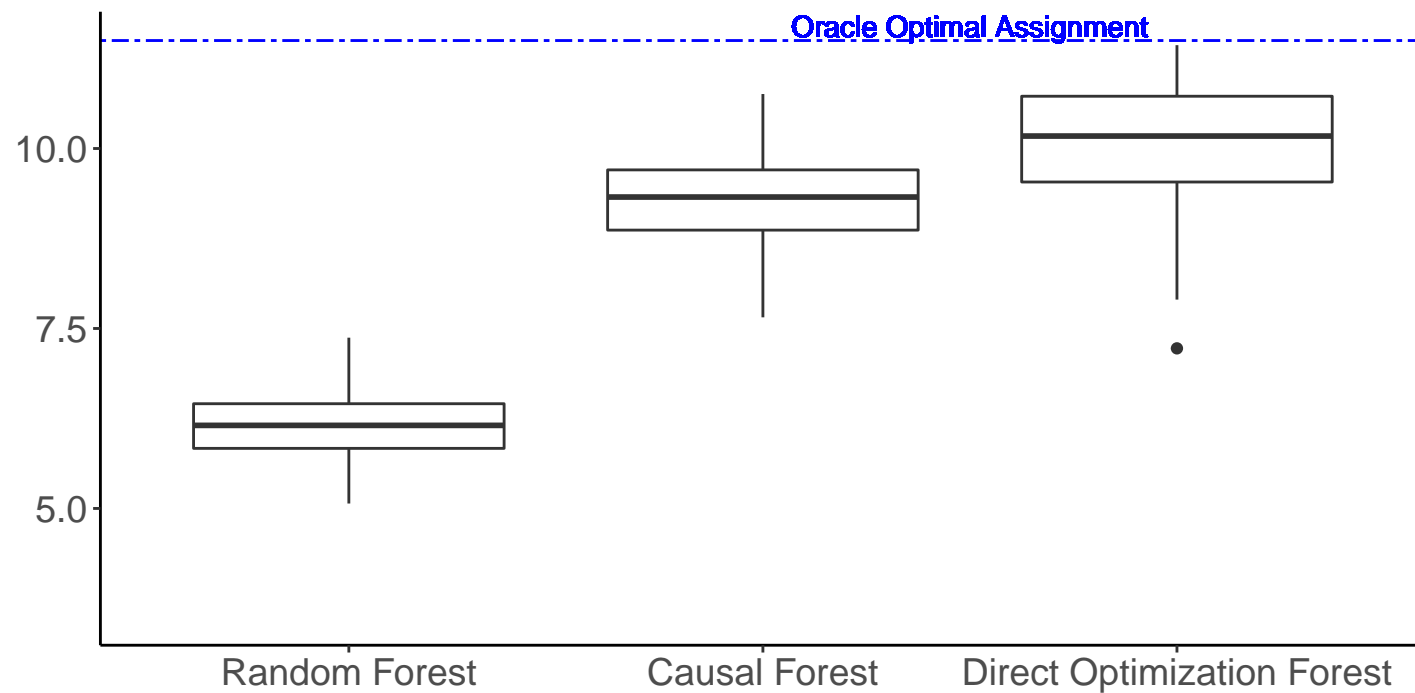 Oracle Optimal Assignment
10.0
7.5
5.0
Random Forest
Causal Forest
Direct Optimization Forest